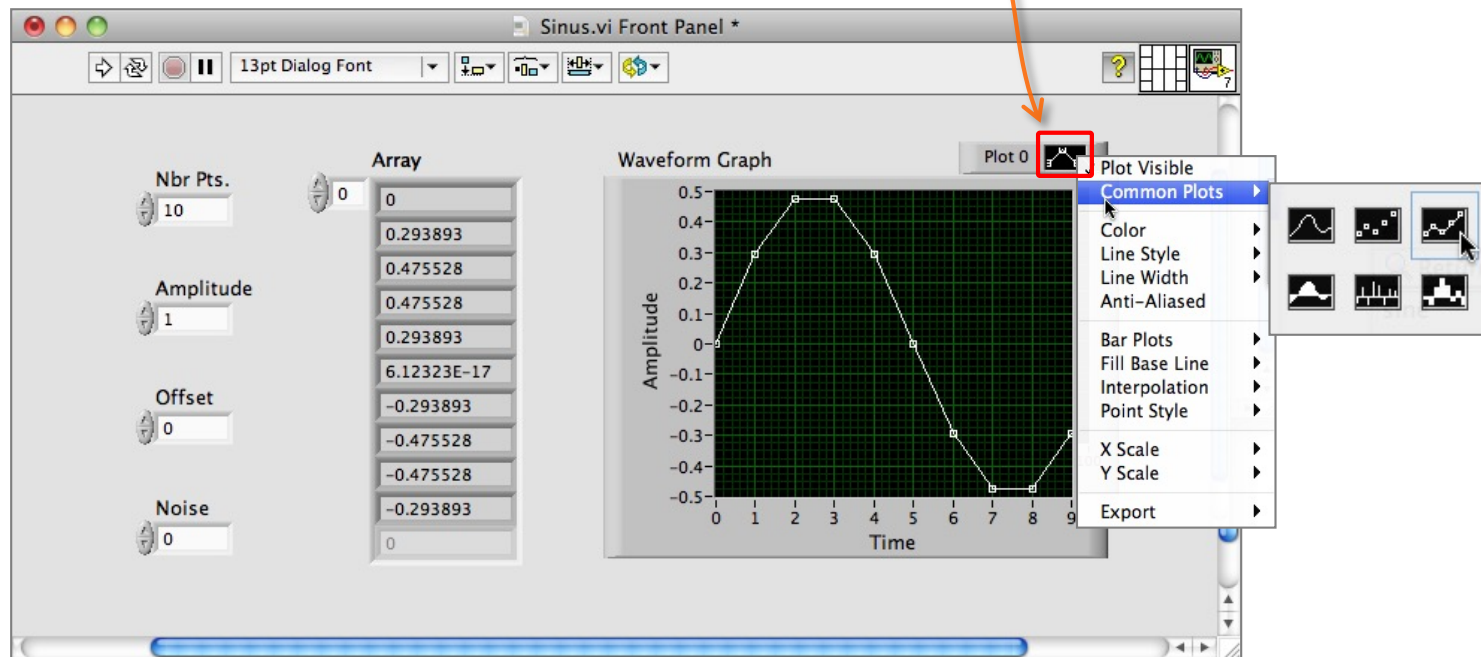 Sinus.vi Front Panel *
13pt Dialog Font
?
7
Nbr Pts.
10
Amplitude
1
Offset
0
Noise
0
Array
0
0
0.293893
0.475528
0.475528
0.293893
6.12323E-17
-0.293893
-0.475528
-0.475528
-0.293893
0
Waveform Graph
Plot 0
Amplitude
0.5
0.4
0.3
0.2
0.1
0
-0.1
-0.2
-0.3
-0.4
-0.5
0 1 2 3 4 5 6 7 8 9
Time
Plot Visible
Common Plots
Color
Line Style
Line Width
Anti-Aliased
Bar Plots
Fill Base Line
Interpolation
Point Style
X Scale
Y Scale
Export